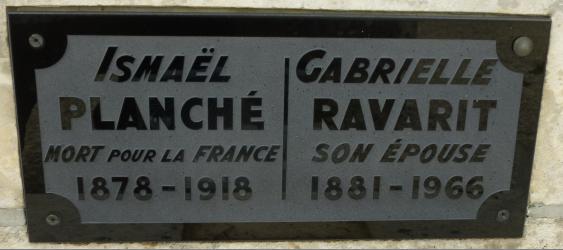 ISMAËL
PLANCHÉ
MORT POUR LA FRANCE
1878 - 1918
GABRIELLE
RAVARIT
SON ÉPOUSE
1881 - 1966